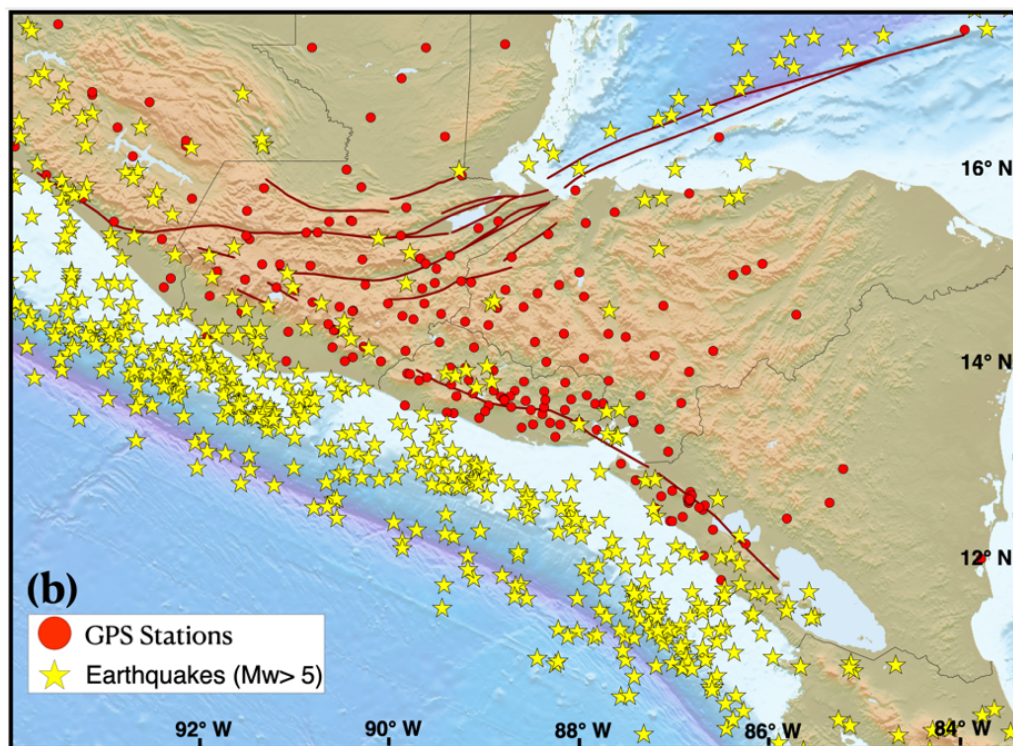 16° N
14° N
12° N
(b)
GPS Stations
Earthquakes (Mw> 5)
92° W 90° W 88° W 86° W 84° W